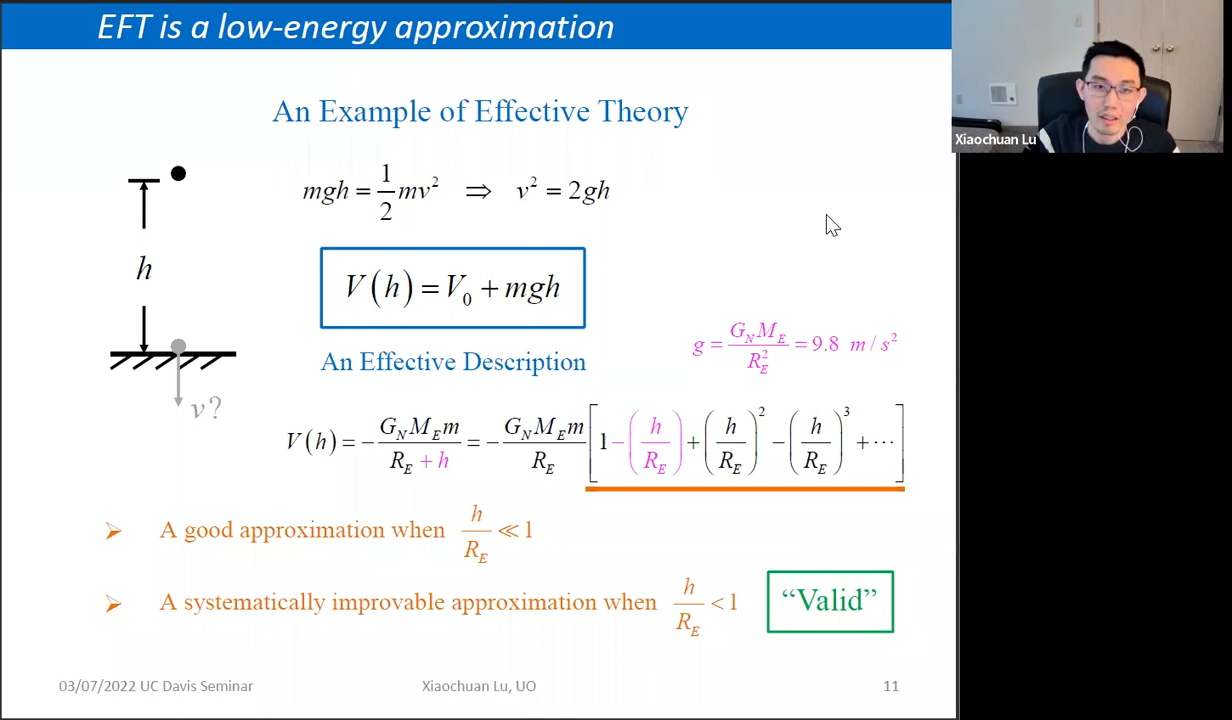 EFT is a low-energy approximation
Xiaochuan Lu
An Example of Effective Theory
mgh = 1/2 mv² ⇒ v² = 2gh
h
V(h) = V₀ + mgh
An Effective Description
g = G_N M_E / R_E² = 9.8 m/s²
v?
V(h) = − G_N M_E m / (R_E + h) = − G_N M_E m / R_E [1 − (h/R_E) + (h/R_E)² − (h/R_E)³ + ⋯]
➢ A good approximation when h/R_E ≪ 1
➢ A systematically improvable approximation when h/R_E < 1
“Valid”
03/07/2022 UC Davis Seminar
Xiaochuan Lu, UO
11